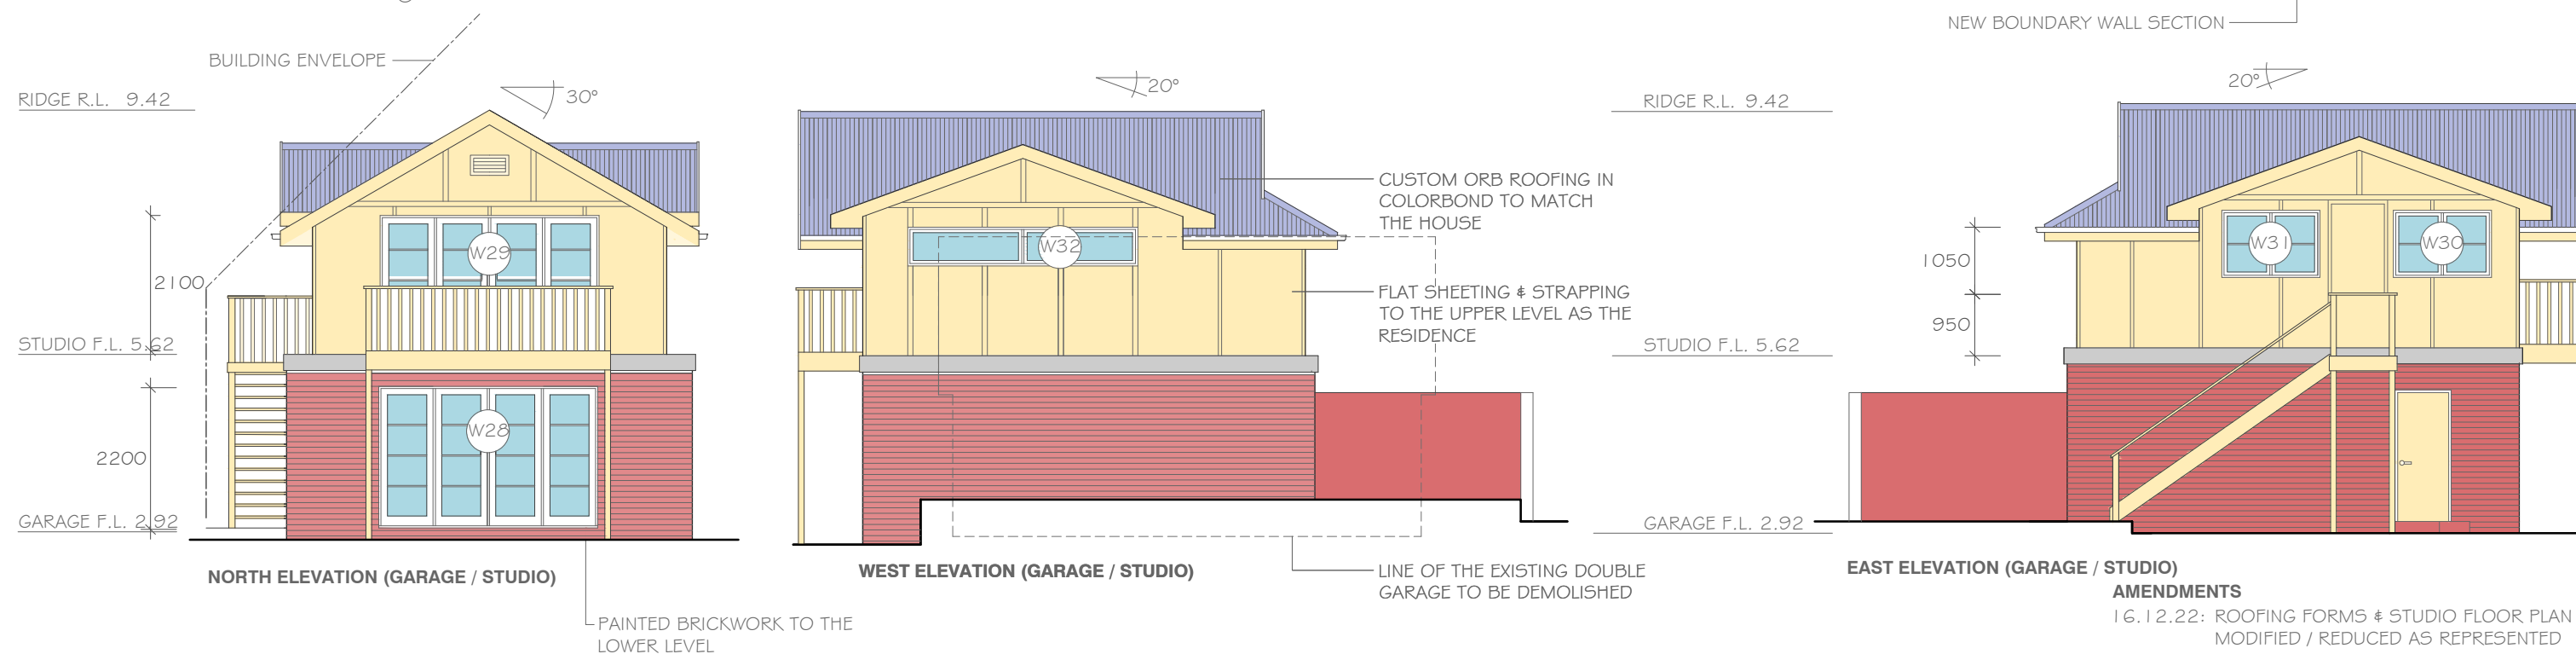 BUILDING ENVELOPE
RIDGE R.L. 9.42
30°
W29
2100
STUDIO F.L. 5.62
W28
2200
GARAGE F.L. 2.92
NORTH ELEVATION (GARAGE / STUDIO)
PAINTED BRICKWORK TO THE
LOWER LEVEL
20°
CUSTOM ORB ROOFING IN
COLORBOND TO MATCH
THE HOUSE
W32
FLAT SHEETING & STRAPPING
TO THE UPPER LEVEL AS THE
RESIDENCE
WEST ELEVATION (GARAGE / STUDIO)
LINE OF THE EXISTING DOUBLE
GARAGE TO BE DEMOLISHED
NEW BOUNDARY WALL SECTION
20°
RIDGE R.L. 9.42
W31
W30
1050
950
STUDIO F.L. 5.62
GARAGE F.L. 2.92
EAST ELEVATION (GARAGE / STUDIO)
AMENDMENTS
16.12.22: ROOFING FORMS & STUDIO FLOOR PLAN
MODIFIED / REDUCED AS REPRESENTED